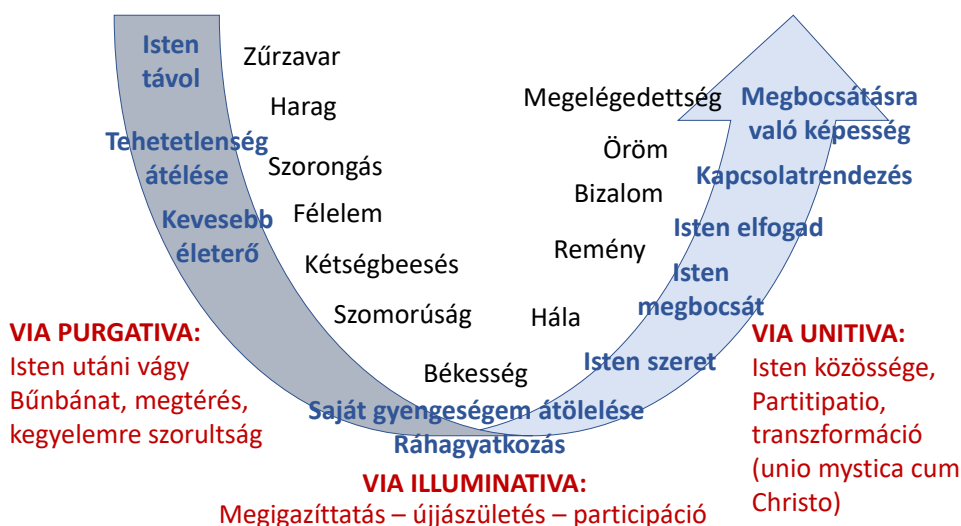 Isten
távol
Zűrzavar
Harag
Tehetetlenség
átélése
Szorongás
Kevesebb
életerő
Félelem
Kétségbeesés
Szomorúság
VIA PURGATIVA:
Isten utáni vágy
Bűnbánat, megtérés,
kegyelemre szorultság
Békesség
Saját gyengeségem átölelése
Ráhagyatkozás
VIA ILLUMINATIVA:
Megigazíttatás – újjászületés – participáció
Hála
Remény
Bizalom
Öröm
Megelégedettség
Isten szeret
Isten
megbocsát
Isten elfogad
Kapcsolatrendezés
Megbocsátásra
való képesség
VIA UNITIVA:
Isten közössége,
Partitipatio,
transzformáció
(unio mystica cum
Christo)